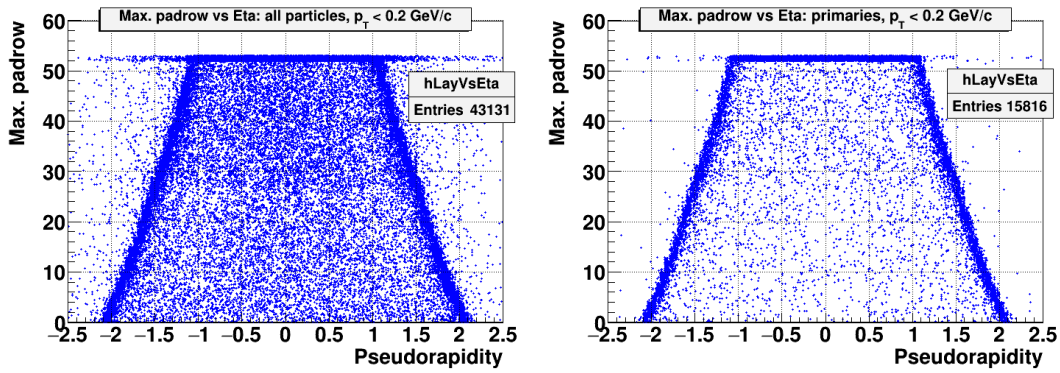 Max. padrow vs Eta: all particles, p_T < 0.2 GeV/c
Max. padrow
60
50
40
30
20
10
0
hLayVsEta
Entries 43131
−2.5 −2 −1.5 −1 −0.5 0 0.5 1 1.5 2 2.5
Pseudorapidity
Max. padrow vs Eta: primaries, p_T < 0.2 GeV/c
Max. padrow
60
50
40
30
20
10
0
hLayVsEta
Entries 15816
−2.5 −2 −1.5 −1 −0.5 0 0.5 1 1.5 2 2.5
Pseudorapidity